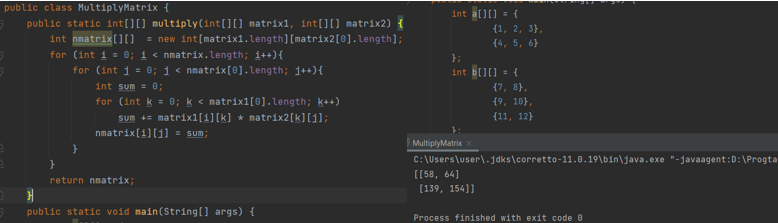 public class MultiplyMatrix {
public static int[][] multiply(int[][] matrix1, int[][] matrix2) {
int nmatrix[][] = new int[matrix1.length][matrix2[0].length];
for (int i = 0; i < nmatrix.length; i++){
for (int j = 0; j < nmatrix[0].length; j++){
int sum = 0;
for (int k = 0; k < matrix1[0].length; k++)
sum += matrix1[i][k] * matrix2[k][j];
nmatrix[i][j] = sum;
}
}
return nmatrix;
}
public static void main(String[] args) {
int a[][] = {
{1, 2, 3},
{4, 5, 6}
};
int b[][] = {
{7, 8},
{9, 10},
{11, 12}
};
MultiplyMatrix ×
C:\Users\user\.jdks\corretto-11.0.19\bin\java.exe "-javaagent:D:\Progta
[[58, 64]
[139, 154]]
Process finished with exit code 0